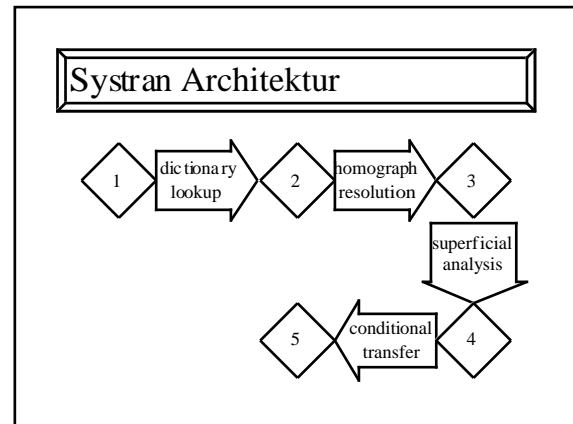 Systran Architektur
1
dictionary
lookup
2
homograph
resolution
3
superficial
analysis
5
conditional
transfer
4